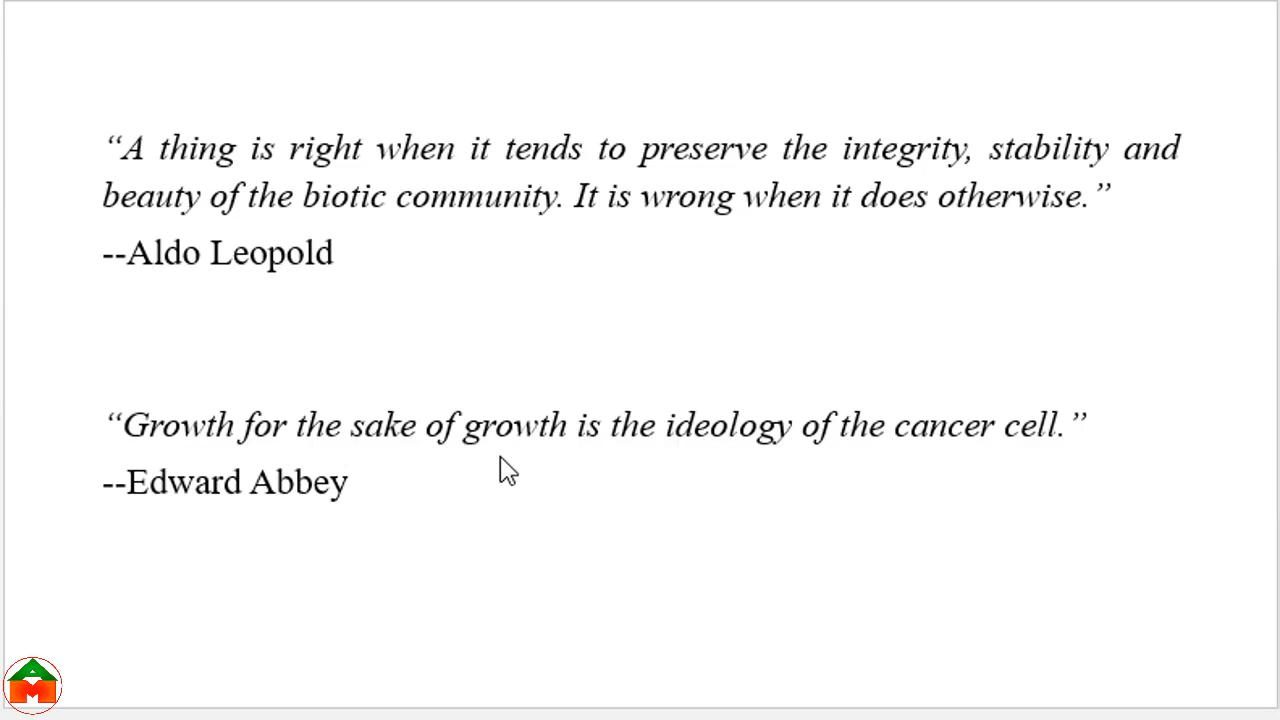 “A thing is right when it tends to preserve the integrity, stability and
beauty of the biotic community. It is wrong when it does otherwise.”
--Aldo Leopold
“Growth for the sake of growth is the ideology of the cancer cell.”
--Edward Abbey
A
M